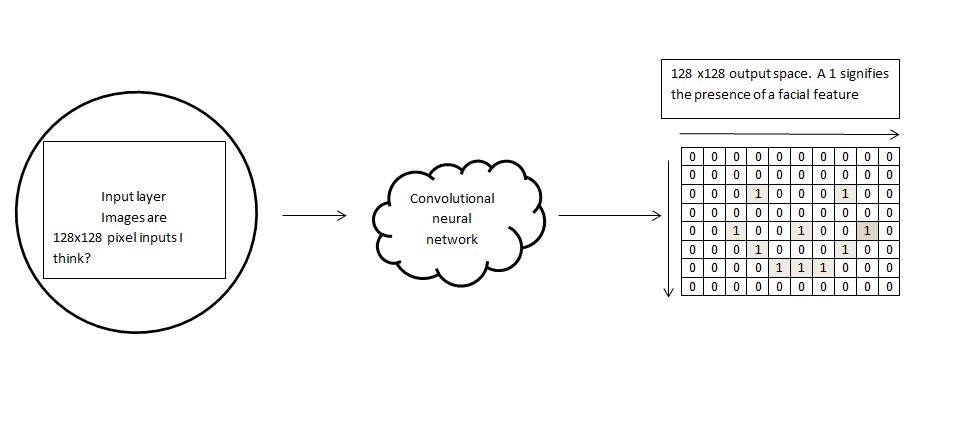 Input layer
Images are
128x128 pixel inputs I
think?
Convolutional
neural
network
128 x128 output space. A 1 signifies
the presence of a facial feature
0 0 0 0 0 0 0 0 0 0
0 0 0 0 0 0 0 0 0 0
0 0 0 1 0 0 0 1 0 0
0 0 0 0 0 0 0 0 0 0
0 0 1 0 0 1 0 0 1 0
0 0 0 1 0 0 0 1 0 0
0 0 0 0 1 1 1 0 0 0
0 0 0 0 0 0 0 0 0 0